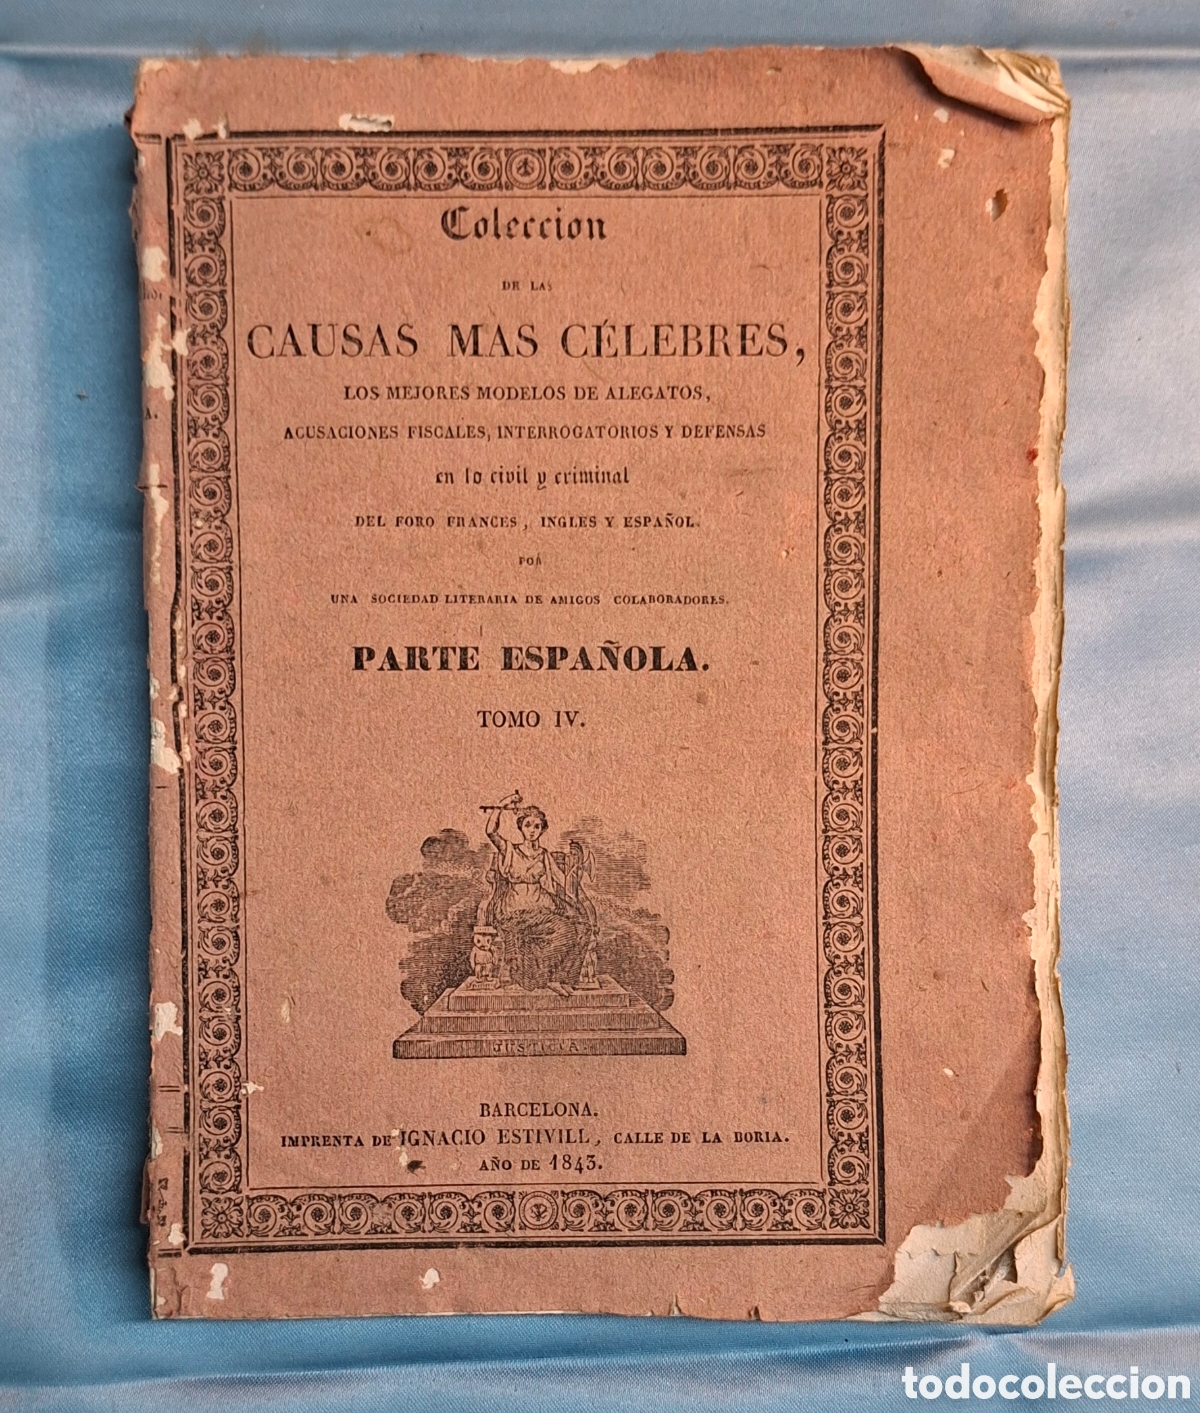 Coleccion
DE LAS
CAUSAS MAS CÉLEBRES,
LOS MEJORES MODELOS DE ALEGATOS,
ACUSACIONES FISCALES, INTERROGATORIOS Y DEFENSAS
en lo civil y criminal
DEL FORO FRANCES, INGLES Y ESPAÑOL.
POR
UNA SOCIEDAD LITERARIA DE AMIGOS COLABORADORES.
PARTE ESPAÑOLA.
TOMO IV.
JUSTICIA.
BARCELONA.
IMPRENTA DE IGNACIO ESTIVILL, CALLE DE LA BORIA.
AÑO DE 1843.
todocoleccion